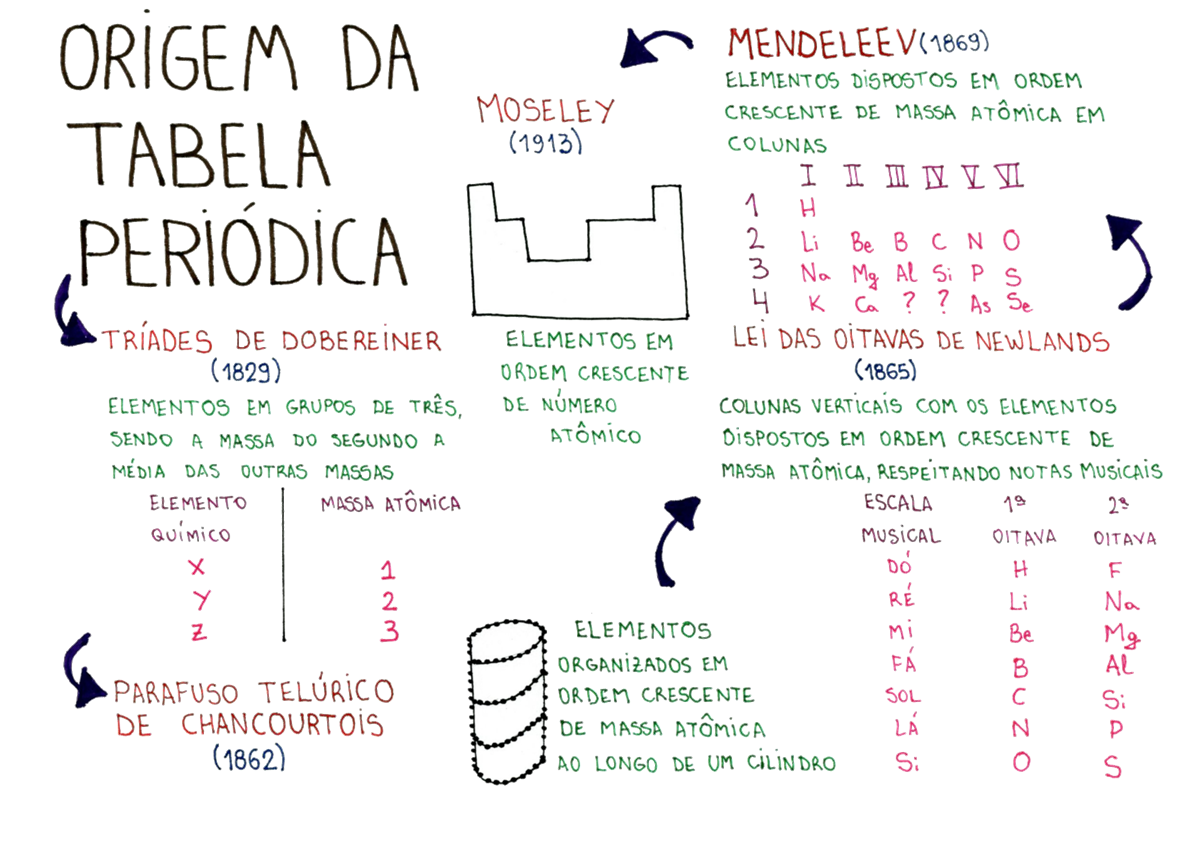 ORIGEM DA
TABELA
PERIÓDICA
TRÍADES DE DOBEREINER
(1829)
ELEMENTOS EM GRUPOS DE TRÊS,
SENDO A MASSA DO SEGUNDO A
MÉDIA DAS OUTRAS MASSAS
ELEMENTO MASSA ATÔMICA
QUÍMICO
X 1
Y 2
Z 3
PARAFUSO TELÚRICO
DE CHANCOURTOIS
(1862)
ELEMENTOS
ORGANIZADOS EM
ORDEM CRESCENTE
DE MASSA ATÔMICA
AO LONGO DE UM CILINDRO
LEI DAS OITAVAS DE NEWLANDS
(1865)
COLUNAS VERTICAIS COM OS ELEMENTOS
DISPOSTOS EM ORDEM CRESCENTE DE
MASSA ATÔMICA, RESPEITANDO NOTAS MUSICAIS
ESCALA 1ª 2ª
MUSICAL OITAVA OITAVA
DÓ H F
RÉ Li Na
Mi Be Mg
FÁ B Al
SOL C Si
LÁ N P
Si O S
MENDELEEV (1869)
ELEMENTOS DISPOSTOS EM ORDEM
CRESCENTE DE MASSA ATÔMICA EM
COLUNAS
I II III IV V VI
1 H
2 Li Be B C N O
3 Na Mg Al Si P S
4 K Ca ? ? As Se
MOSELEY
(1913)
ELEMENTOS EM
ORDEM CRESCENTE
DE NÚMERO
ATÔMICO